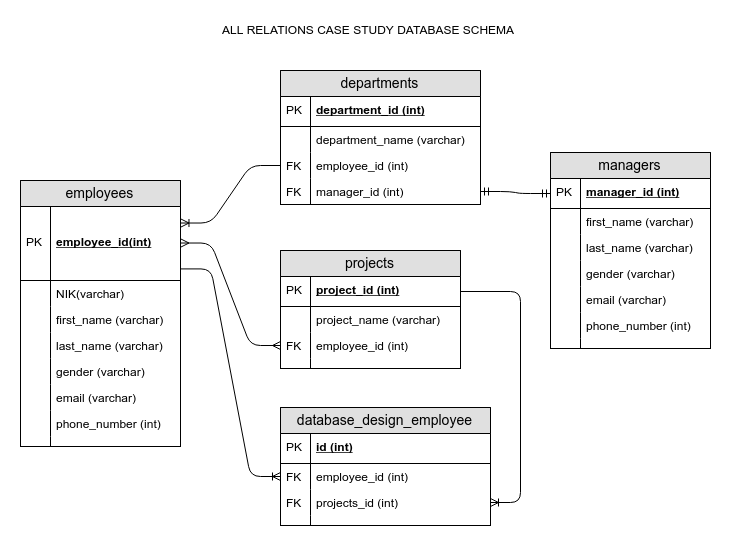 ALL RELATIONS CASE STUDY DATABASE SCHEMA
departments
PK department_id (int)
department_name (varchar)
FK employee_id (int)
FK manager_id (int)
managers
PK manager_id (int)
first_name (varchar)
last_name (varchar)
gender (varchar)
email (varchar)
phone_number (int)
employees
PK employee_id(int)
NIK(varchar)
first_name (varchar)
last_name (varchar)
gender (varchar)
email (varchar)
phone_number (int)
projects
PK project_id (int)
project_name (varchar)
FK employee_id (int)
database_design_employee
PK id (int)
FK employee_id (int)
FK projects_id (int)